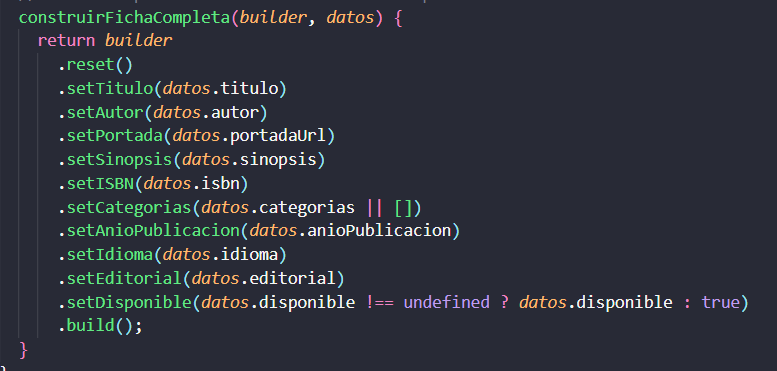 construirFichaCompleta(builder, datos) {
return builder
.reset()
.setTitulo(datos.titulo)
.setAutor(datos.autor)
.setPortada(datos.portadaUrl)
.setSinopsis(datos.sinopsis)
.setISBN(datos.isbn)
.setCategorias(datos.categorias || [])
.setAnioPublicacion(datos.anioPublicacion)
.setIdioma(datos.idioma)
.setEditorial(datos.editorial)
.setDisponible(datos.disponible !== undefined ? datos.disponible : true)
.build();
}